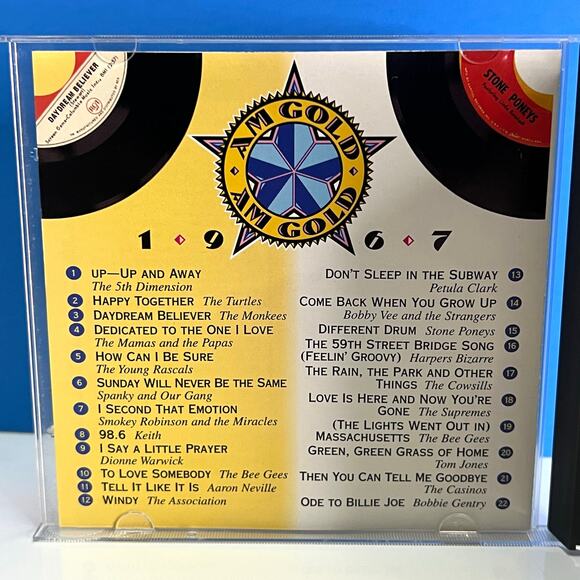 DAYDREAM BELIEVER
STONE PONEYS
AM GOLD
AM GOLD
1967
1 UP—UP AND AWAY
The 5th Dimension
2 HAPPY TOGETHER The Turtles
3 DAYDREAM BELIEVER The Monkees
4 DEDICATED TO THE ONE I LOVE
The Mamas and the Papas
5 HOW CAN I BE SURE
The Young Rascals
6 SUNDAY WILL NEVER BE THE SAME
Spanky and Our Gang
7 I SECOND THAT EMOTION
Smokey Robinson and the Miracles
8 98.6 Keith
9 I SAY A LITTLE PRAYER
Dionne Warwick
10 TO LOVE SOMEBODY The Bee Gees
11 TELL IT LIKE IT IS Aaron Neville
12 WINDY The Association
DON'T SLEEP IN THE SUBWAY 13
Petula Clark
COME BACK WHEN YOU GROW UP 14
Bobby Vee and the Strangers
DIFFERENT DRUM Stone Poneys 15
THE 59TH STREET BRIDGE SONG 16
(FEELIN' GROOVY) Harpers Bizarre
THE RAIN, THE PARK AND OTHER 17
THINGS The Cowsills
LOVE IS HERE AND NOW YOU'RE 18
GONE The Supremes
(THE LIGHTS WENT OUT IN) 19
MASSACHUSETTS The Bee Gees
GREEN, GREEN GRASS OF HOME 20
Tom Jones
THEN YOU CAN TELL ME GOODBYE 21
The Casinos
ODE TO BILLIE JOE Bobbie Gentry 22